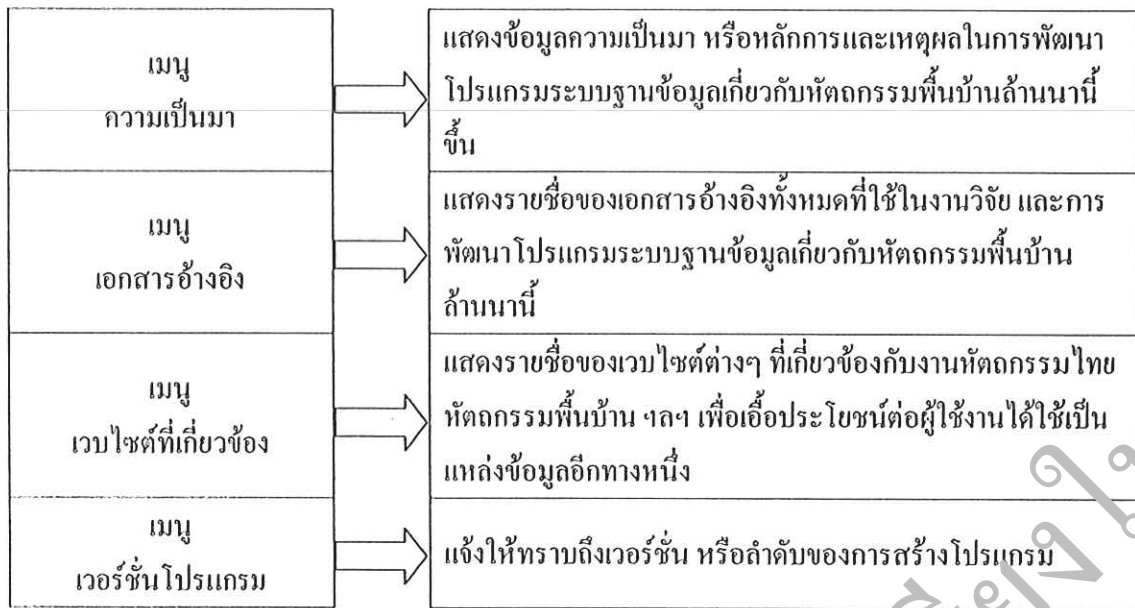 เมนู
ความเป็นมา
แสดงข้อมูลความเป็นมา หรือหลักการและเหตุผลในการพัฒนา
โปรแกรมระบบฐานข้อมูลเกี่ยวกับหัตถกรรมพื้นบ้านล้านนานี้
ขึ้น
เมนู
เอกสารอ้างอิง
แสดงรายชื่อของเอกสารอ้างอิงทั้งหมดที่ใช้ในงานวิจัย และการ
พัฒนาโปรแกรมระบบฐานข้อมูลเกี่ยวกับหัตถกรรมพื้นบ้าน
ล้านนานี้
เมนู
เวบไซต์ที่เกี่ยวข้อง
แสดงรายชื่อของเวบไซต์ต่างๆ ที่เกี่ยวข้องกับงานหัตถกรรมไทย
หัตถกรรมพื้นบ้าน ฯลฯ เพื่อเอื้อประโยชน์ต่อผู้ใช้งานได้ใช้เป็น
แหล่งข้อมูลอีกทางหนึ่ง
เมนู
เวอร์ชั่นโปรแกรม
แจ้งให้ทราบถึงเวอร์ชั่น หรือลำดับของการสร้างโปรแกรม